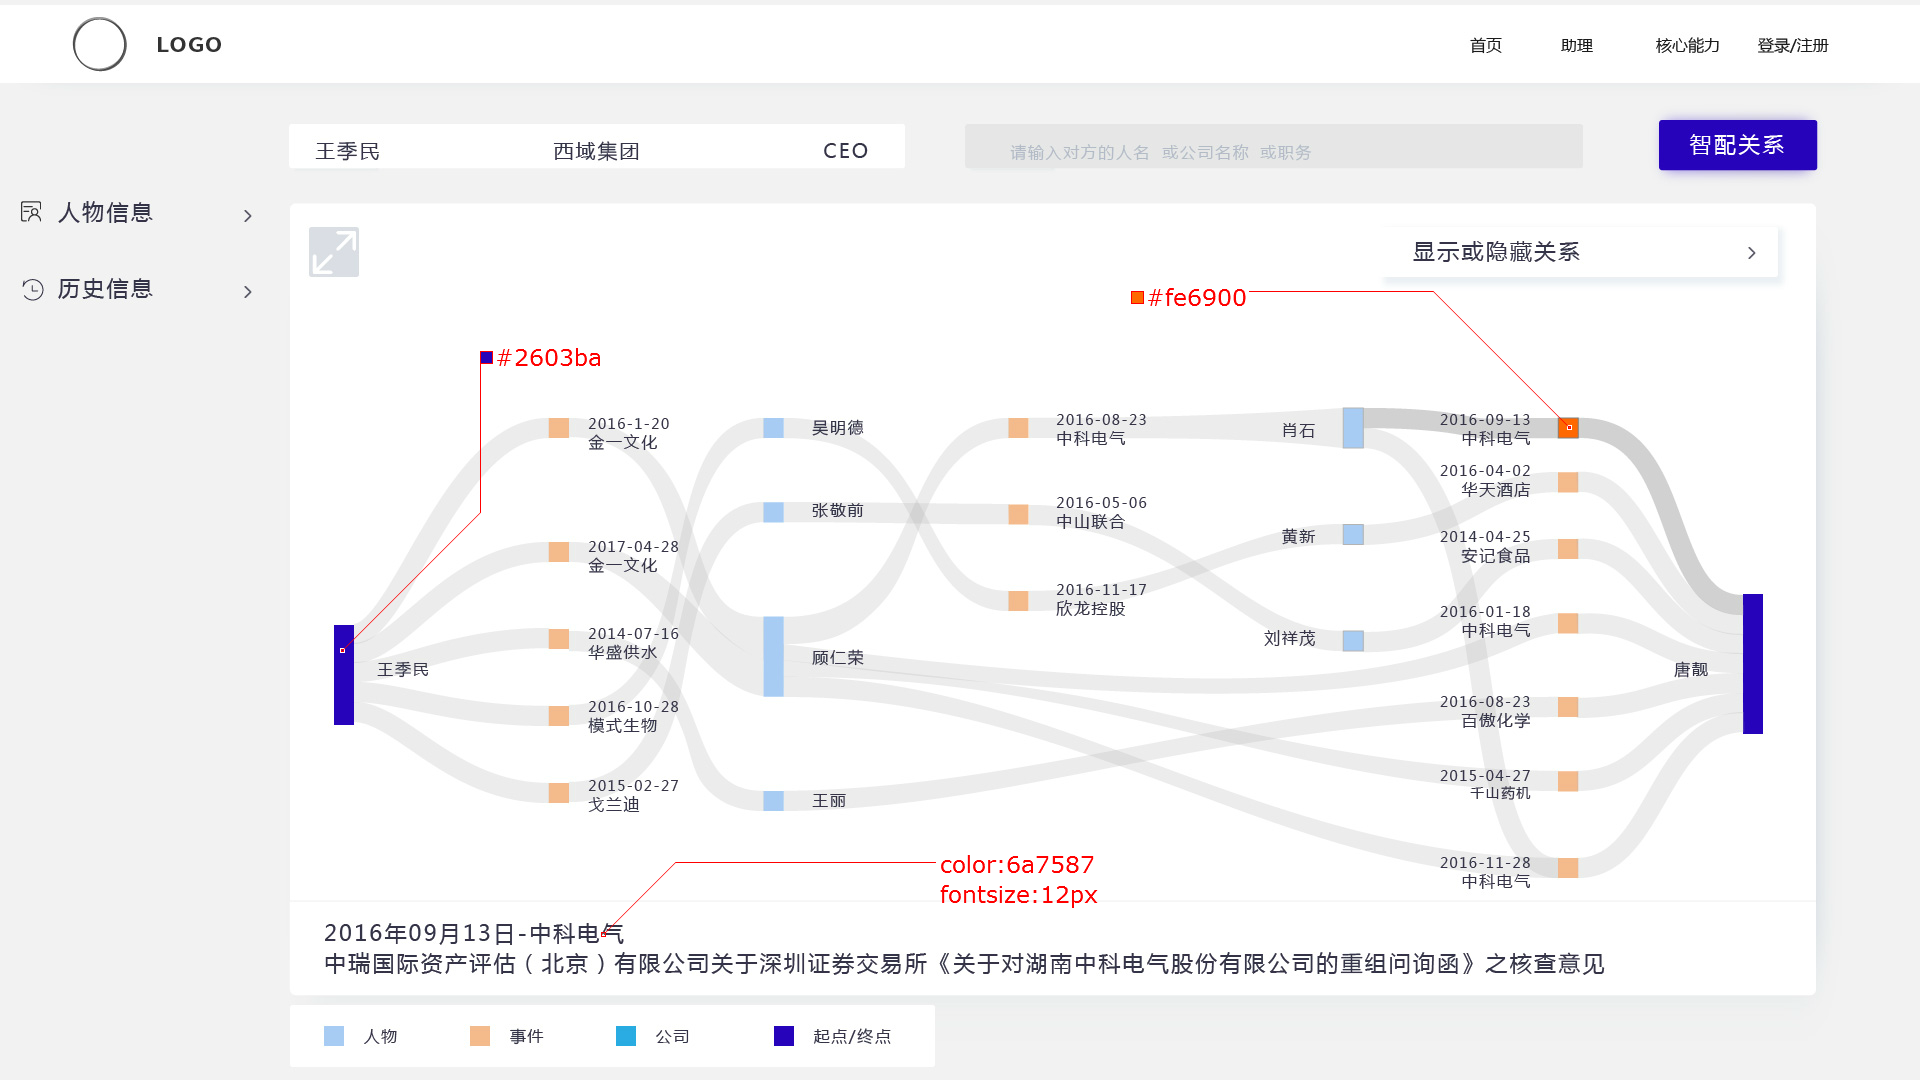 LOGO
首页
助理
核心能力
登录/注册
王季民
西域集团
CEO
请输入对方的人名 或公司名称 或职务
智配关系
人物信息
历史信息
显示或隐藏关系
#fe6900
#2603ba
2016-1-20
金一文化
2017-04-28
金一文化
2014-07-16
华盛供水
2016-10-28
模式生物
2015-02-27
戈兰迪
王季民
吴明德
张敬前
顾仁荣
王丽
2016-08-23
中科电气
2016-05-06
中山联合
2016-11-17
欣龙控股
肖石
黄新
刘祥茂
2016-09-13
中科电气
2016-04-02
华天酒店
2014-04-25
安记食品
2016-01-18
中科电气
2016-08-23
百傲化学
2015-04-27
千山药机
2016-11-28
中科电气
唐靓
color:6a7587
fontsize:12px
2016年09月13日-中科电气
中瑞国际资产评估（北京）有限公司关于深圳证券交易所《关于对湖南中科电气股份有限公司的重组问询函》之核查意见
人物
事件
公司
起点/终点